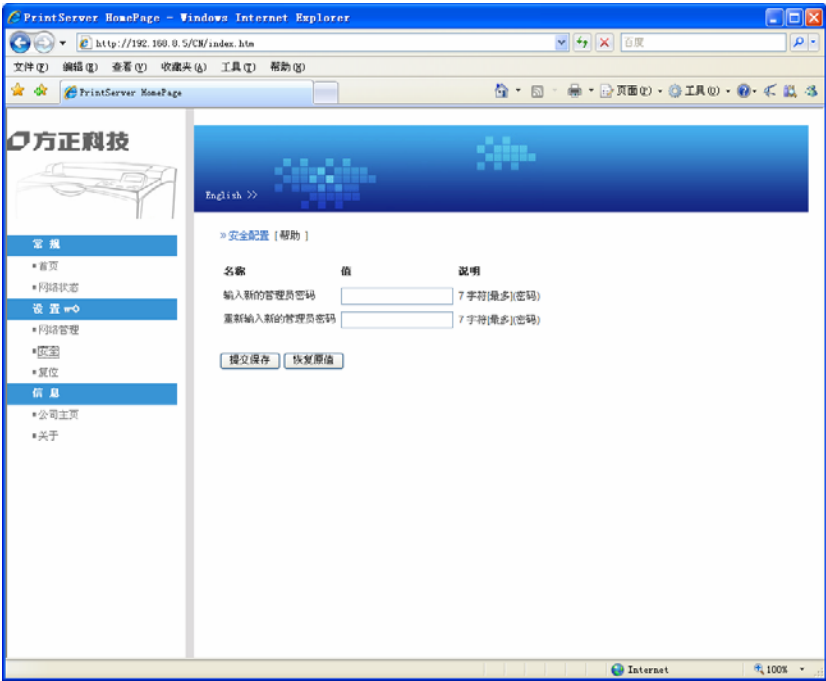 PrintServer HomePage - Windows Internet Explorer
http://192.168.0.5/CN/index.htm
百度
文件(F) 编辑(E) 查看(V) 收藏夹(A) 工具(T) 帮助(H)
PrintServer HomePage
页面(P) 工具(O)
方正科技
English >>
»安全配置 [帮助 ]
常 规
首页
网络状态
设 置
网络管理
安全
复位
信 息
公司主页
关于
名称 值 说明
输入新的管理员密码 7 字符[最多](密码)
重新输入新的管理员密码 7 字符[最多](密码)
提交保存 恢复原值
Internet 100%